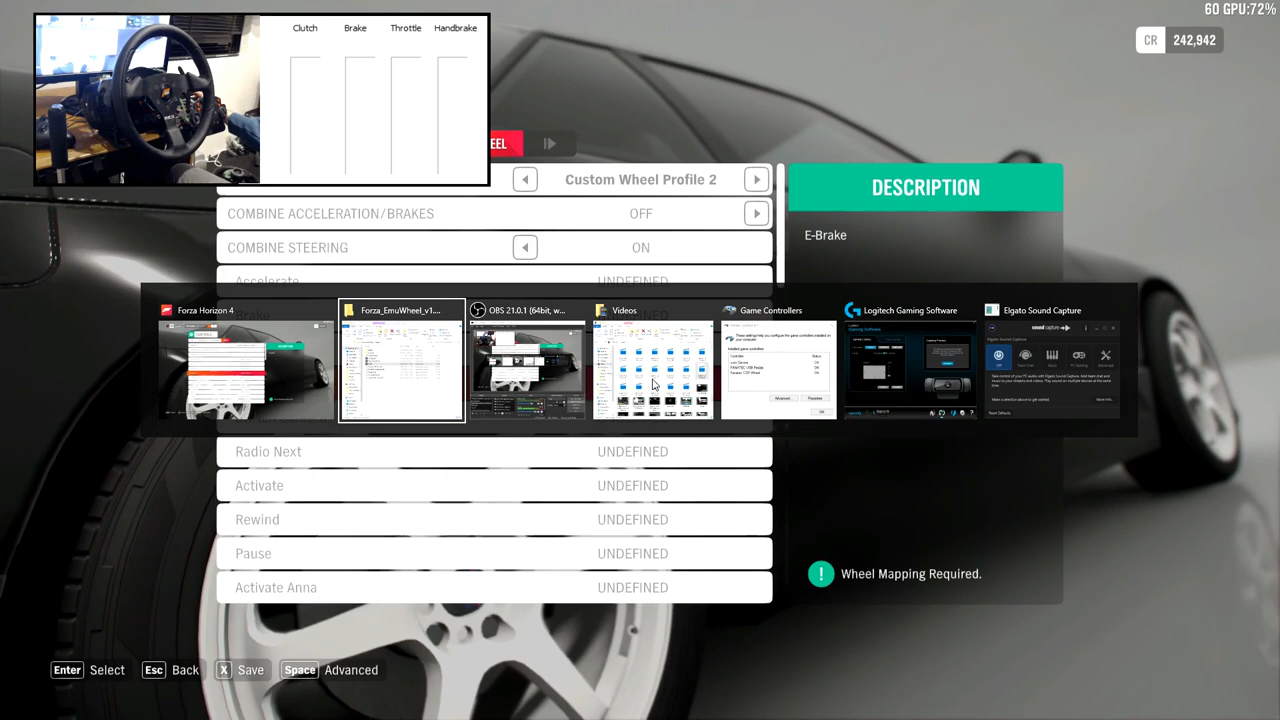 60 GPU:72%
CR 242,942
Clutch Brake Throttle Handbrake
EEL
Custom Wheel Profile 2
COMBINE ACCELERATION/BRAKES OFF
COMBINE STEERING ON
Accelerate UNDEFINED
DESCRIPTION
E-Brake
Forza Horizon 4
Forza_EmuWheel_v1....
OBS 21.0.1 (64bit, w...
Videos
Game Controllers
Logitech Gaming Software
Elgato Sound Capture
Radio Next UNDEFINED
Activate UNDEFINED
Rewind UNDEFINED
Pause UNDEFINED
Activate Anna UNDEFINED
! Wheel Mapping Required.
Enter Select Esc Back X Save Space Advanced